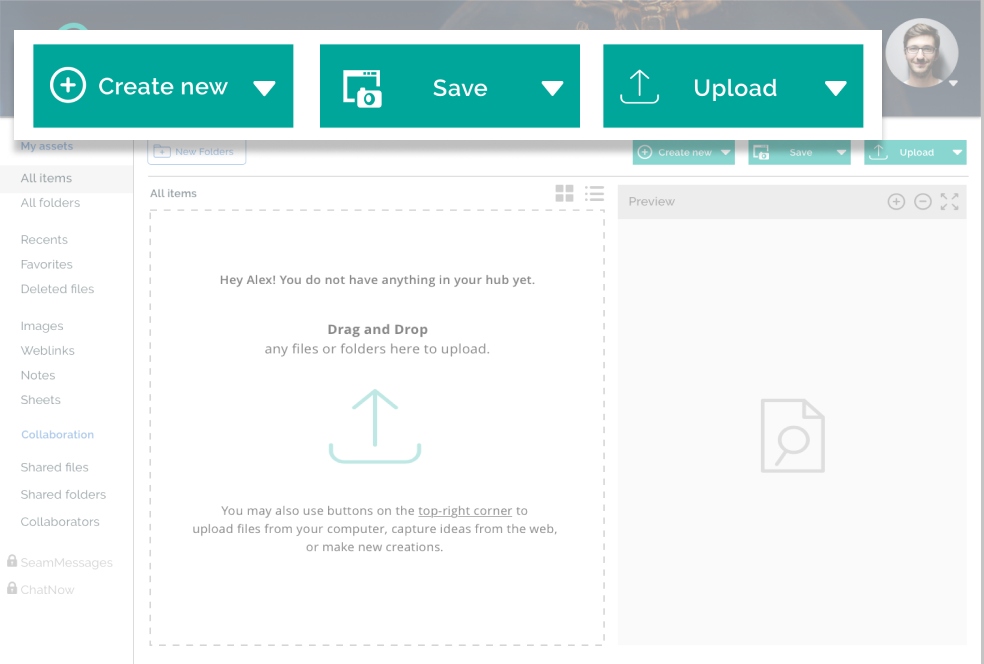 Create new
Save
Upload
My assets
New Folders
Create new
Save
Upload
All items
All folders
Recents
Favorites
Deleted files
Images
Weblinks
Notes
Sheets
Collaboration
Shared files
Shared folders
Collaborators
SeamMessages
ChatNow
All items
Hey Alex! You do not have anything in your hub yet.
Drag and Drop
any files or folders here to upload.
You may also use buttons on the top-right corner to
upload files from your computer, capture ideas from the web,
or make new creations.
Preview